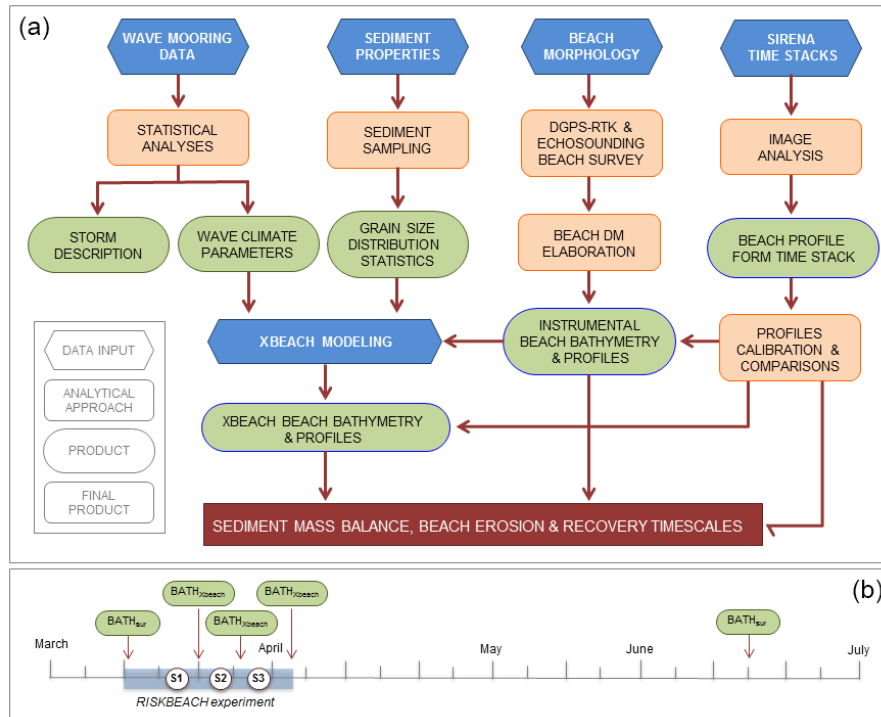 (a)
WAVE MOORING
DATA
SEDIMENT
PROPERTIES
BEACH
MORPHOLOGY
SIRENA
TIME STACKS
STATISTICAL
ANALYSES
SEDIMENT
SAMPLING
DGPS-RTK &
ECHOSOUNDING
BEACH SURVEY
IMAGE
ANALYSIS
STORM
DESCRIPTION
WAVE CLIMATE
PARAMETERS
GRAIN SIZE
DISTRIBUTION
STATISTICS
BEACH DM
ELABORATION
BEACH PROFILE
FORM TIME STACK
DATA INPUT
ANALYTICAL
APPROACH
PRODUCT
FINAL
PRODUCT
XBEACH MODELING
INSTRUMENTAL
BEACH BATHYMETRY
& PROFILES
PROFILES
CALIBRATION &
COMPARISONS
XBEACH BEACH BATHYMETRY
& PROFILES
SEDIMENT MASS BALANCE, BEACH EROSION & RECOVERY TIMESCALES
(b)
BATHsur
BATHXbeach
BATHXbeach
BATHXbeach
BATHsur
March
April
May
June
July
S1
S2
S3
RISKBEACH experiment